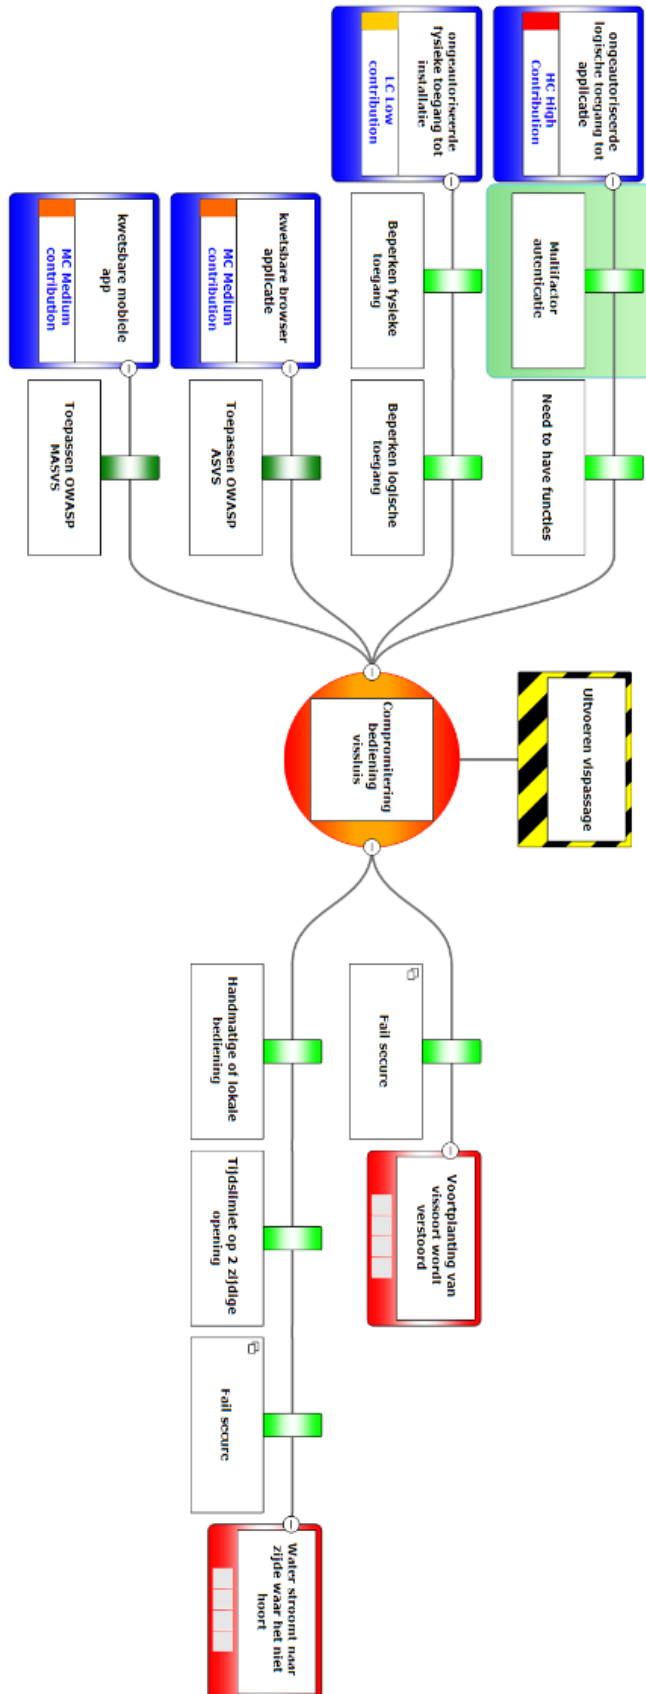 ongeautoriseerde
logische toegang tot
applicatie
HC High
Contribution
Multifactor
autenticatie
Need to have functies
ongeautoriseerde
fysieke toegang tot
installatie
LC Low
contribution
Beperken fysieke
toegang
Beperken logische
toegang
kwetsbare browser
applicatie
MC Medium
contribution
Toepassen OWASP
ASVS
kwetsbare mobiele
app
MC Medium
contribution
Toepassen OWASP
MASVS
Uitvoeren vispassage
Compromitering
bediening
vissluis
Fail secure
Voortplanting van
vissoort wordt
verstoord
Handmatige of lokale
bediening
Tijdslimiet op 2 zijdige
opening
Fail secure
Water stroomt naar
zijde waar het niet
hoort